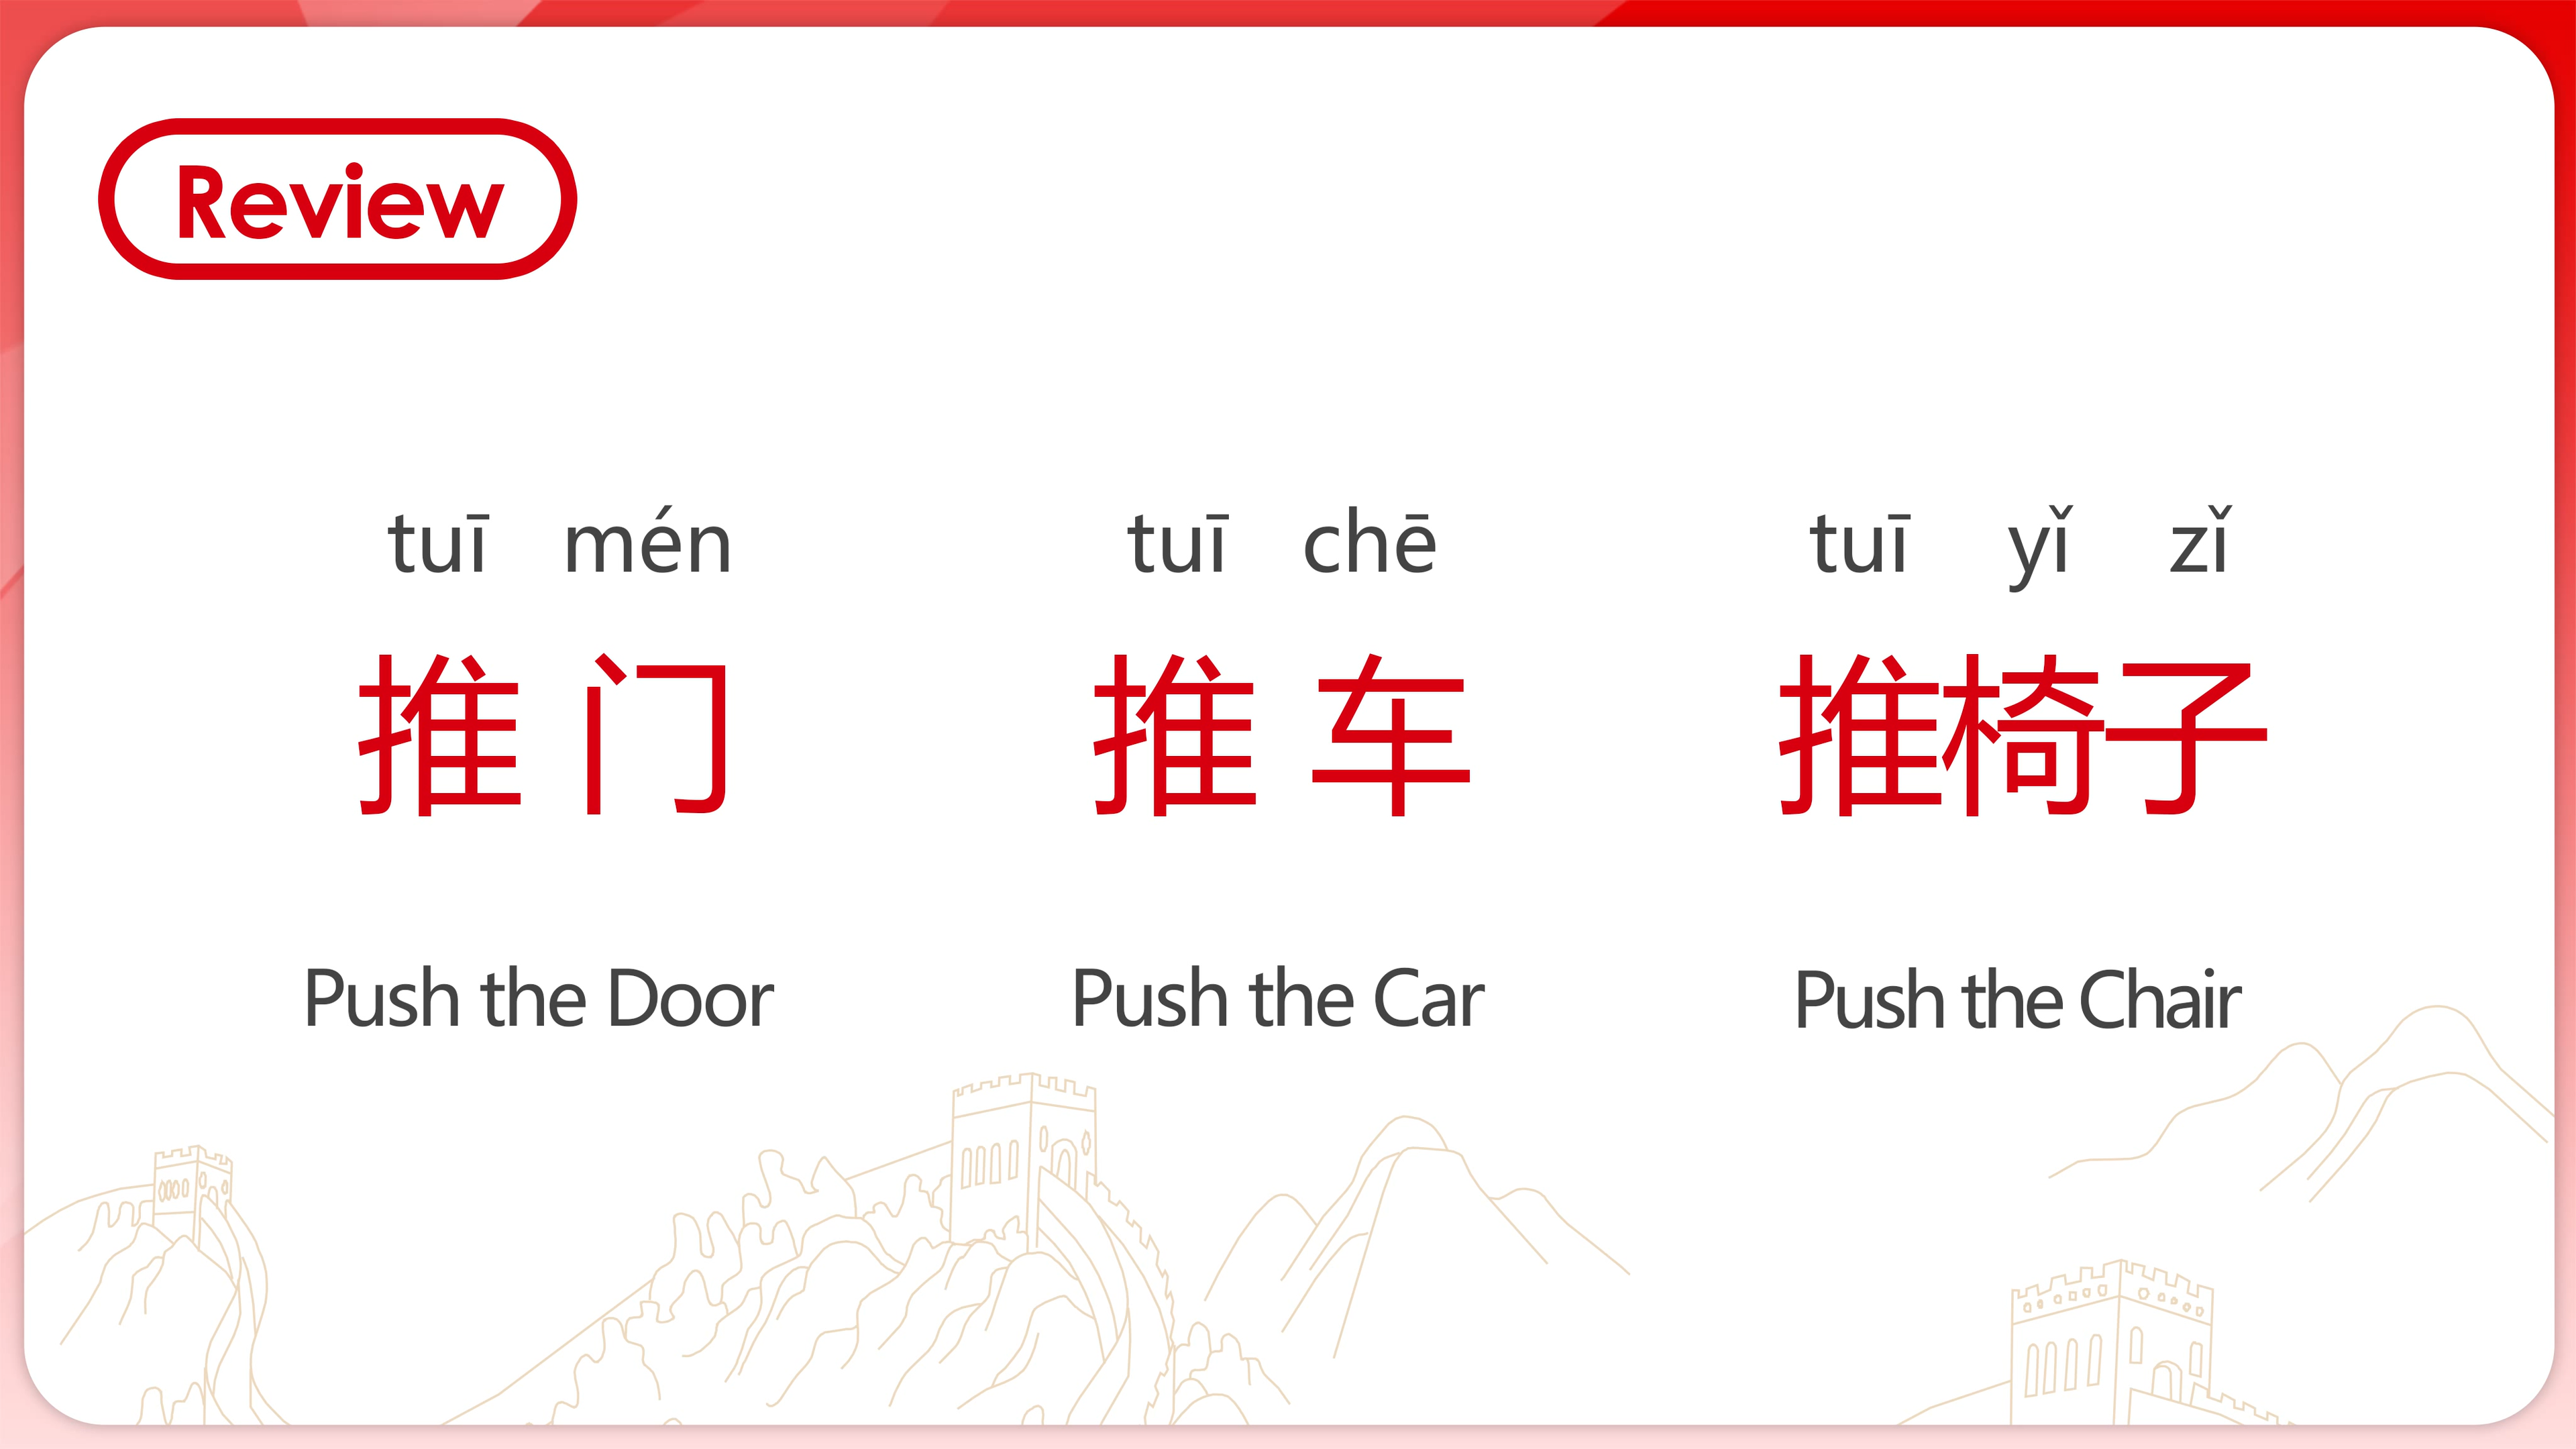 Review
tuī mén
推 门
Push the Door
tuī chē
推 车
Push the Car
tuī yǐ zǐ
推椅子
Push the Chair